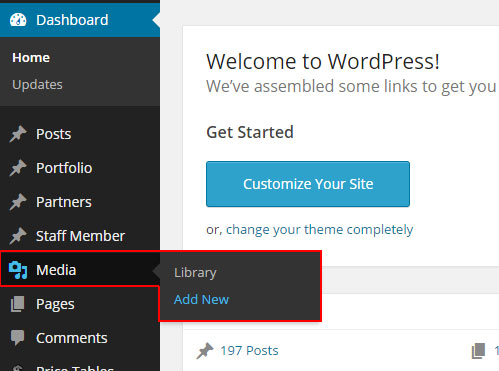 Dashboard
Home
Updates
Posts
Portfolio
Partners
Staff Member
Media
Library
Add New
Pages
Comments
Price Tables
Welcome to WordPress!
We've assembled some links to get you
Get Started
Customize Your Site
or, change your theme completely
197 Posts
1